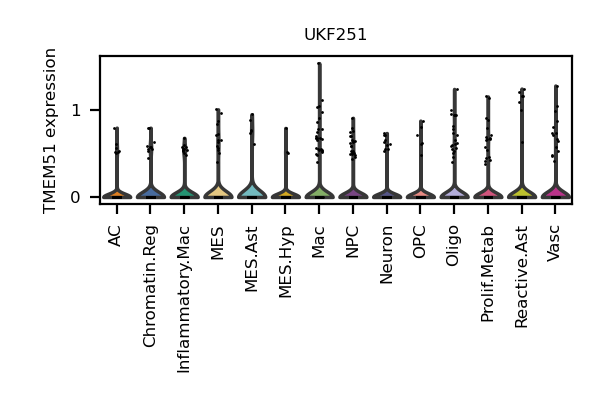 UKF251
TMEM51 expression
1
0
AC
Chromatin.Reg
Inflammatory.Mac
MES
MES.Ast
MES.Hyp
Mac
NPC
Neuron
OPC
Oligo
Prolif.Metab
Reactive.Ast
Vasc